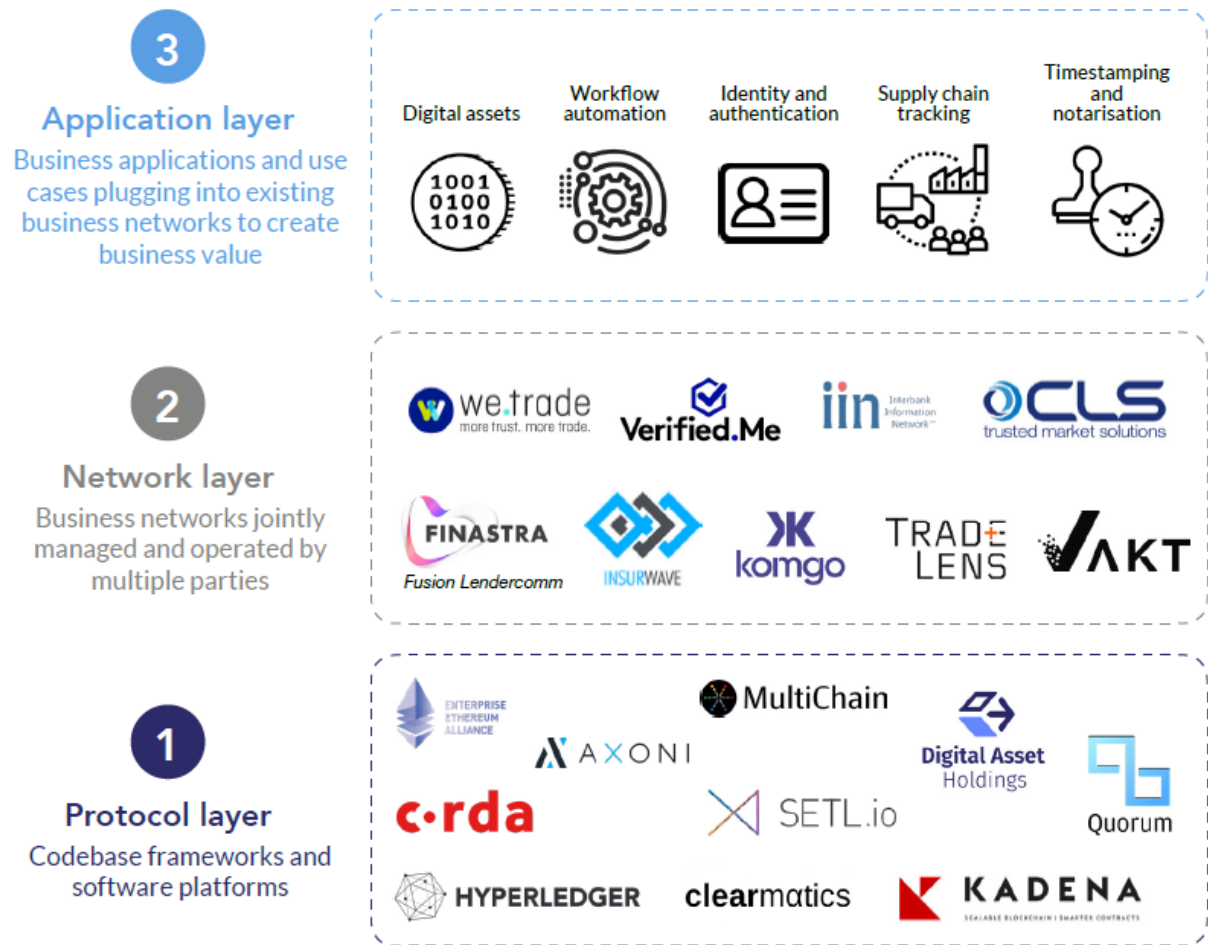 3
Application layer
Business applications and use
cases plugging into existing
business networks to create
business value
Digital assets
Workflow
automation
Identity and
authentication
Supply chain
tracking
Timestamping
and
notarisation
1001
0100
1010
2
Network layer
Business networks jointly
managed and operated by
multiple parties
we.trade
more trust. more trade.
Verified.Me
iin
Interbank
Information
Network™
CLS
trusted market solutions
FINASTRA
Fusion Lendercomm
INSURWAVE
komgo
TRADE
LENS
VAKT
1
Protocol layer
Codebase frameworks and
software platforms
ENTERPRISE
ETHEREUM
ALLIANCE
MultiChain
AXONI
Digital Asset
Holdings
c·rda
SETL.io
Quorum
HYPERLEDGER
clearmatics
KADENA
SCALABLE BLOCKCHAIN | SMARTER CONTRACTS